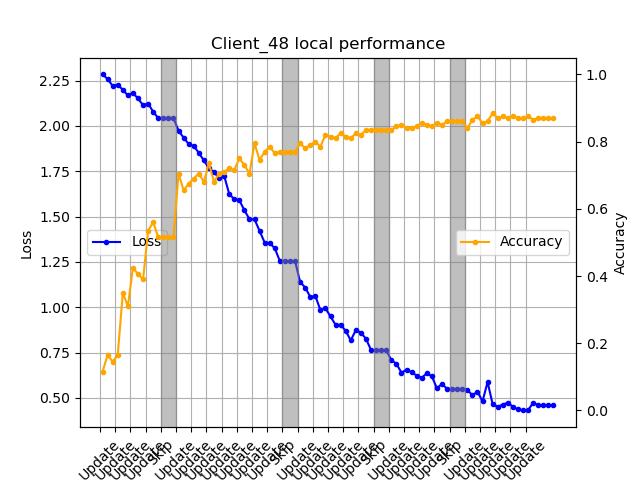 Client_48 local performance
2.25
2.00
1.75
1.50
1.25
1.00
0.75
0.50
Loss
1.0
0.8
0.6
0.4
0.2
0.0
Accuracy
Loss
Accuracy
Update
Update
Update
Update
Update
Skip
Update
Update
Update
Update
Update
Update
Update
Skip
Update
Update
Update
Update
Update
Skip
Update
Update
Update
Update
Skip
Update
Update
Update
Update
Update